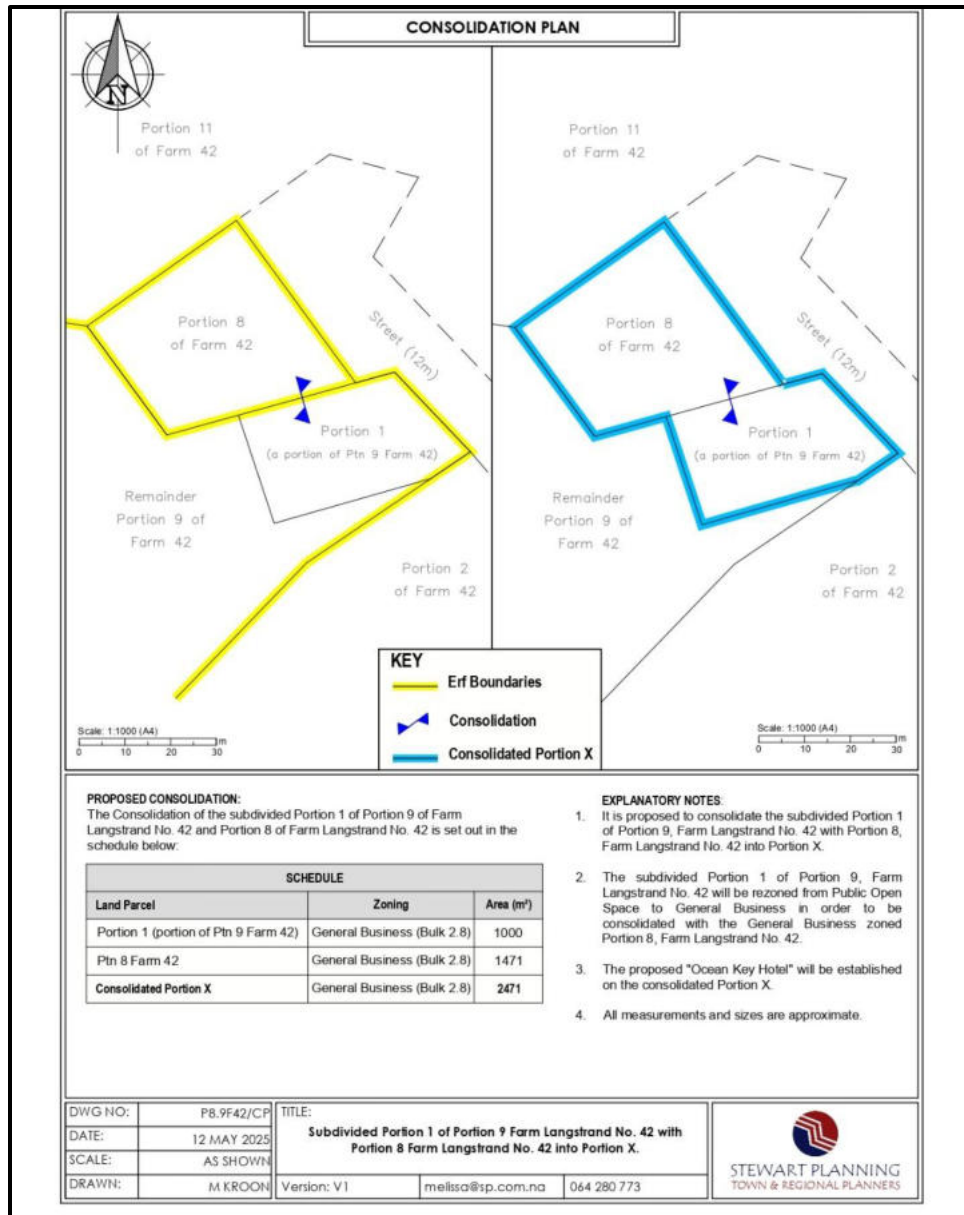 CONSOLIDATION PLAN
N
Portion 11
of Farm 42
Portion 8
of Farm 42
Street (12m)
Portion 1
(a portion of Ptn 9 Farm 42)
Remainder
Portion 9 of
Farm 42
Portion 2
of Farm 42
Scale: 1:1000 (A4)
0 10 20 30 m
Portion 11
of Farm 42
Portion 8
of Farm 42
Street (12m)
Portion 1
(a portion of Ptn 9 Farm 42)
Remainder
Portion 9 of
Farm 42
Portion 2
of Farm 42
Scale: 1:1000 (A4)
0 10 20 30 m
KEY
Erf Boundaries
Consolidation
Consolidated Portion X
PROPOSED CONSOLIDATION:
The Consolidation of the subdivided Portion 1 of Portion 9 of Farm
Langstrand No. 42 and Portion 8 of Farm Langstrand No. 42 is set out in the
schedule below:
SCHEDULE
Land Parcel Zoning Area (m²)
Portion 1 (portion of Ptn 9 Farm 42) General Business (Bulk 2.8) 1000
Ptn 8 Farm 42 General Business (Bulk 2.8) 1471
Consolidated Portion X General Business (Bulk 2.8) 2471
EXPLANATORY NOTES:
1. It is proposed to consolidate the subdivided Portion 1
of Portion 9, Farm Langstrand No. 42 with Portion 8,
Farm Langstrand No. 42 into Portion X.
2. The subdivided Portion 1 of Portion 9, Farm
Langstrand No. 42 will be rezoned from Public Open
Space to General Business in order to be
consolidated with the General Business zoned
Portion 8, Farm Langstrand No. 42.
3. The proposed "Ocean Key Hotel" will be established
on the consolidated Portion X.
4. All measurements and sizes are approximate.
DWG NO: P8.9F42/CP
DATE: 12 MAY 2025
SCALE: AS SHOWN
DRAWN: M KROON
TITLE:
Subdivided Portion 1 of Portion 9 Farm Langstrand No. 42 with
Portion 8 Farm Langstrand No. 42 into Portion X.
Version: V1 melissa@sp.com.na 064 280 773
STEWART PLANNING
TOWN & REGIONAL PLANNERS